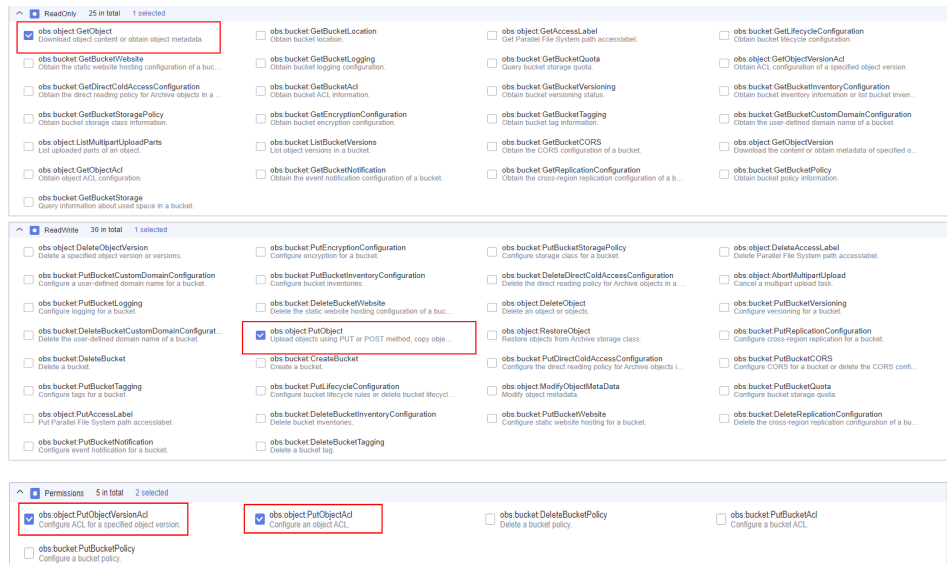 ReadOnly 25 in total 1 selected
obs:object:GetObject obs:bucket:GetBucketLocation obs:object:GetAccessLabel obs:bucket:GetLifecycleConfiguration
Download object content or obtain object metadata. Obtain bucket location. Get Parallel File System path accesslabel. Obtain bucket lifecycle configuration.
obs:bucket:GetBucketWebsite obs:bucket:GetBucketLogging obs:bucket:GetBucketQuota obs:object:GetObjectVersionAcl
Obtain the static website hosting configuration of a buc... Obtain bucket logging configuration. Query bucket storage quota. Obtain ACL configuration of a specified object version.
obs:bucket:GetDirectColdAccessConfiguration obs:bucket:GetBucketAcl obs:bucket:GetBucketVersioning obs:bucket:GetBucketInventoryConfiguration
Obtain the direct reading policy for Archive objects in a ... Obtain bucket ACL information. Obtain bucket versioning status. Obtain bucket inventory information or list bucket inven...
obs:bucket:GetBucketStoragePolicy obs:bucket:GetEncryptionConfiguration obs:bucket:GetBucketTagging obs:bucket:GetBucketCustomDomainConfiguration
Obtain bucket storage class information. Obtain bucket encryption configuration. Obtain bucket tag information. Obtain the user-defined domain name of a bucket.
obs:object:ListMultipartUploadParts obs:bucket:ListBucketVersions obs:bucket:GetBucketCORS obs:object:GetObjectVersion
List uploaded parts of an object. List object versions in a bucket. Obtain the CORS configuration of a bucket. Download the content or obtain metadata of specified o...
obs:object:GetObjectAcl obs:bucket:GetBucketNotification obs:bucket:GetReplicationConfiguration obs:bucket:GetBucketPolicy
Obtain object ACL configuration. Obtain the event notification configuration of a bucket. Obtain the cross-region replication configuration of a b... Obtain bucket policy information.
obs:bucket:GetBucketStorage
Query information about used space in a bucket.
ReadWrite 30 in total 1 selected
obs:object:DeleteObjectVersion obs:bucket:PutEncryptionConfiguration obs:bucket:PutBucketStoragePolicy obs:object:DeleteAccessLabel
Delete a specified object version or versions. Configure encryption for a bucket. Configure storage class for a bucket. Delete Parallel File System path accesslabel.
obs:bucket:PutBucketCustomDomainConfiguration obs:bucket:PutBucketInventoryConfiguration obs:bucket:DeleteDirectColdAccessConfiguration obs:object:AbortMultipartUpload
Configure a user-defined domain name for a bucket. Configure bucket inventories. Delete the direct reading policy for Archive objects in a ... Cancel a multipart upload task.
obs:bucket:PutBucketLogging obs:bucket:DeleteBucketWebsite obs:object:DeleteObject obs:bucket:PutBucketVersioning
Configure logging for a bucket. Delete the static website hosting configuration of a buc... Delete an object or objects. Configure versioning for a bucket.
obs:bucket:DeleteBucketCustomDomainConfigurat... obs:object:PutObject obs:object:RestoreObject obs:bucket:PutReplicationConfiguration
Delete the user-defined domain name of a bucket. Upload objects using PUT or POST method, copy obje... Restore objects from Archive storage class. Configure cross-region replication for a bucket.
obs:bucket:DeleteBucket obs:bucket:CreateBucket obs:bucket:PutDirectColdAccessConfiguration obs:bucket:PutBucketCORS
Delete a bucket. Create a bucket. Configure the direct reading policy for Archive objects i... Configure CORS for a bucket or delete the CORS confi...
obs:bucket:PutBucketTagging obs:bucket:PutLifecycleConfiguration obs:object:ModifyObjectMetaData obs:bucket:PutBucketQuota
Configure tags for a bucket. Configure bucket lifecycle rules or delete bucket lifecycl... Modify object metadata. Configure bucket storage quota.
obs:object:PutAccessLabel obs:bucket:DeleteBucketInventoryConfiguration obs:bucket:PutBucketWebsite obs:bucket:DeleteReplicationConfiguration
Put Parallel File System path accesslabel. Delete bucket inventories. Configure static website hosting for a bucket. Delete the cross-region replication configuration of a bu...
obs:bucket:PutBucketNotification obs:bucket:DeleteBucketTagging
Configure event notification for a bucket. Delete a bucket tag.
Permissions 5 in total 2 selected
obs:object:PutObjectVersionAcl obs:object:PutObjectAcl obs:bucket:DeleteBucketPolicy obs:bucket:PutBucketAcl
Configure ACL for a specified object version. Configure an object ACL. Delete a bucket policy. Configure a bucket ACL.
obs:bucket:PutBucketPolicy
Configure a bucket policy.